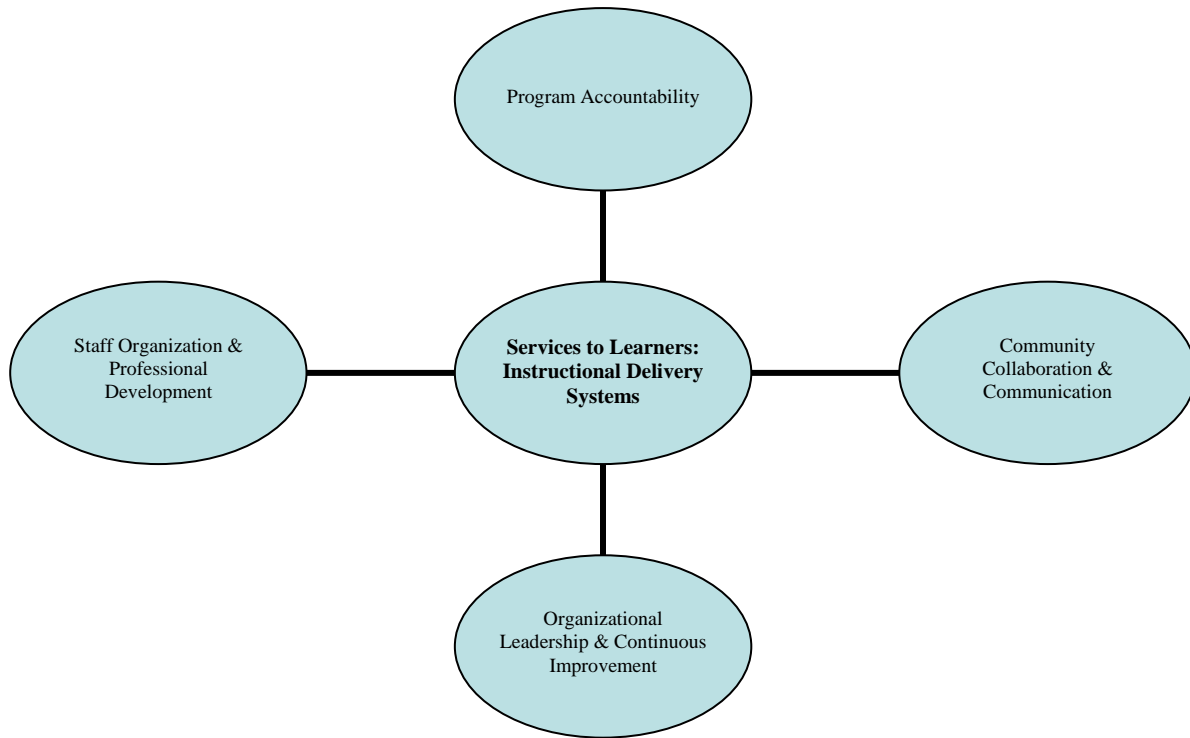 Program Accountability
Staff Organization &
Professional
Development
Services to Learners:
Instructional Delivery
Systems
Community
Collaboration &
Communication
Organizational
Leadership & Continuous
Improvement